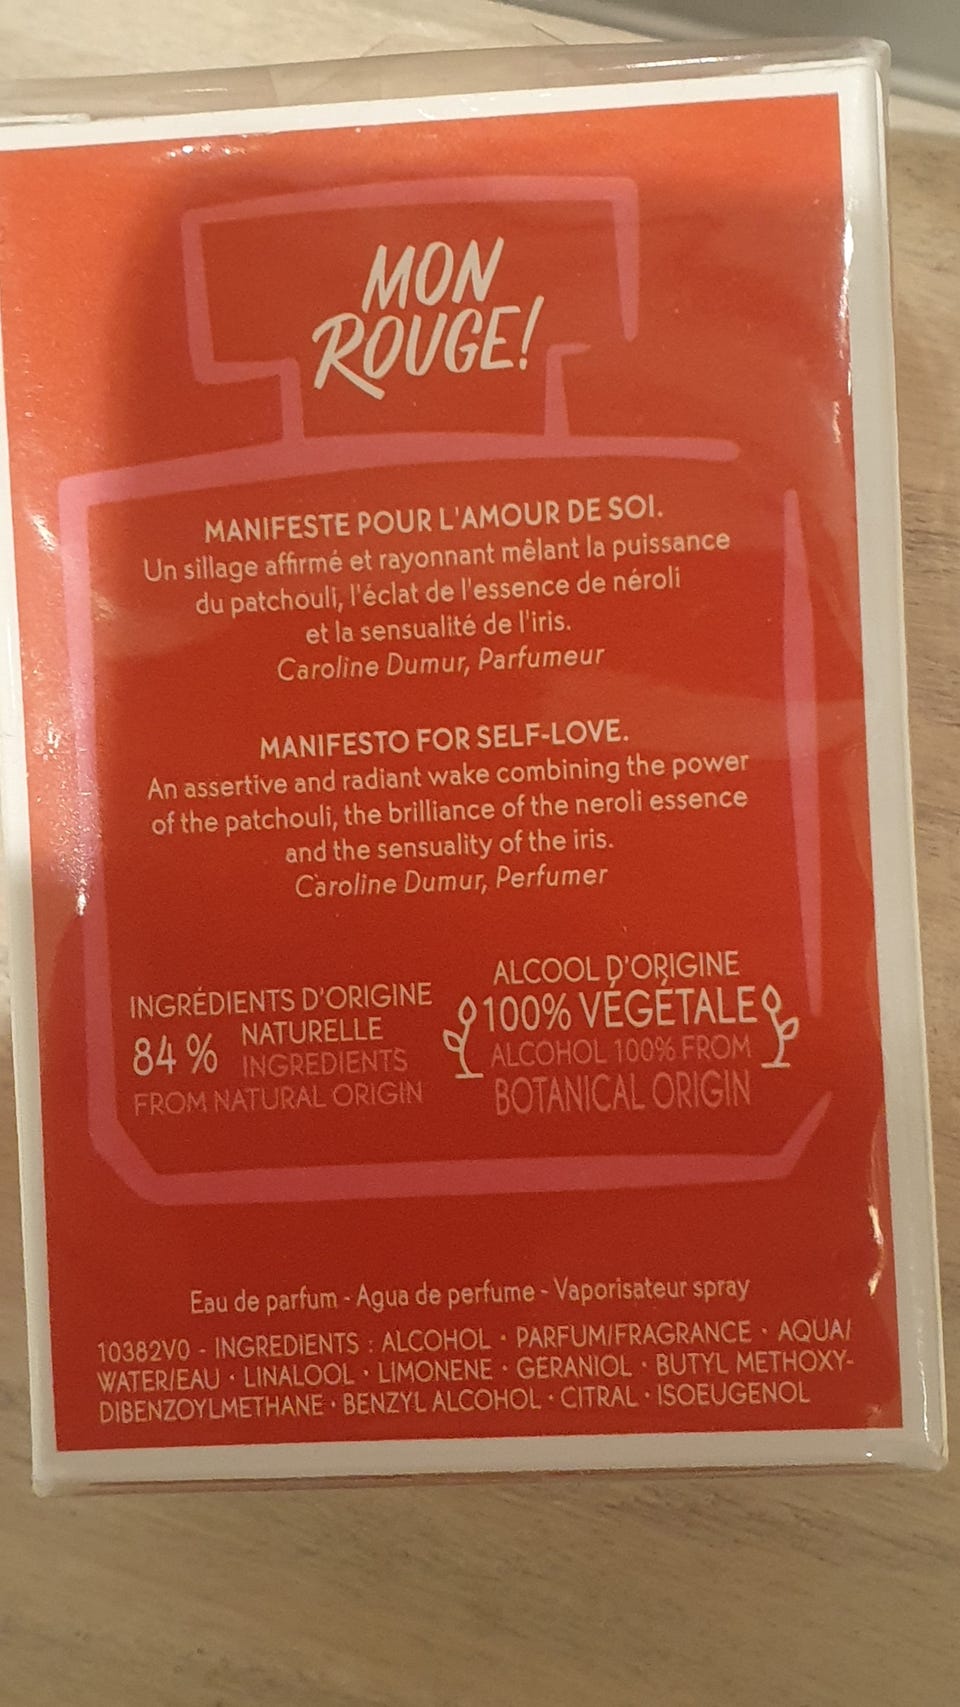 MON
ROUGE!
MANIFESTE POUR L'AMOUR DE SOI.
Un sillage affirmé et rayonnant mêlant la puissance
du patchouli, l'éclat de l'essence de néroli
et la sensualité de l'iris.
Caroline Dumur, Parfumeur
MANIFESTO FOR SELF-LOVE.
An assertive and radiant wake combining the power
of the patchouli, the brilliance of the neroli essence
and the sensuality of the iris.
Caroline Dumur, Perfumer
INGRÉDIENTS D'ORIGINE
84 % NATURELLE
INGREDIENTS
FROM NATURAL ORIGIN
ALCOOL D'ORIGINE
100% VÉGÉTALE
ALCOHOL 100% FROM
BOTANICAL ORIGIN
Eau de parfum - Agua de perfume - Vaporisateur spray
10382V0 - INGREDIENTS : ALCOHOL • PARFUM/FRAGRANCE • AQUA/
WATER/EAU • LINALOOL • LIMONENE • GERANIOL • BUTYL METHOXY-
DIBENZOYLMETHANE • BENZYL ALCOHOL • CITRAL • ISOEUGENOL